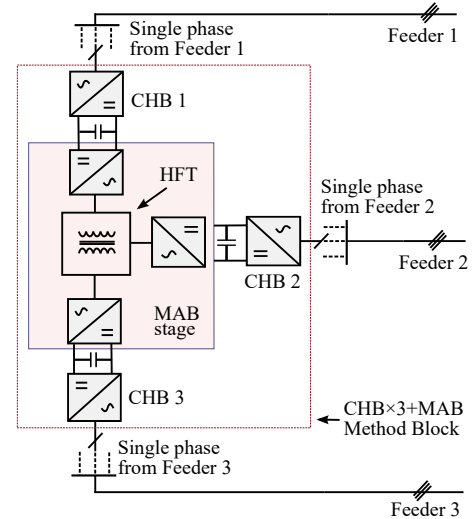 Single phase
from Feeder 1
Feeder 1
CHB 1
HFT
Single phase
from Feeder 2
Feeder 2
CHB 2
MAB
stage
CHB 3
CHB×3+MAB
Method Block
Single phase
from Feeder 3
Feeder 3